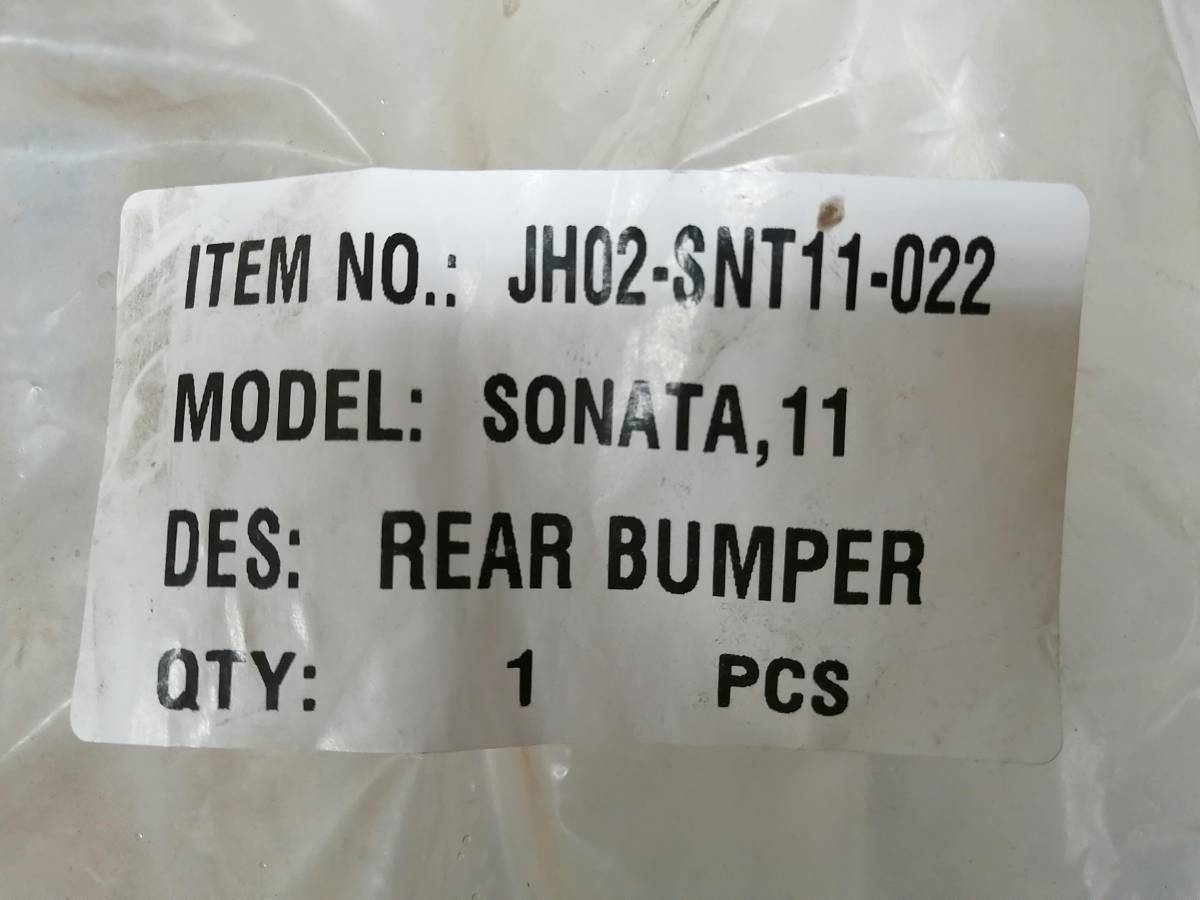 ITEM NO.: JH02-SNT11-022
MODEL: SONATA,11
DES: REAR BUMPER
QTY: 1 PCS